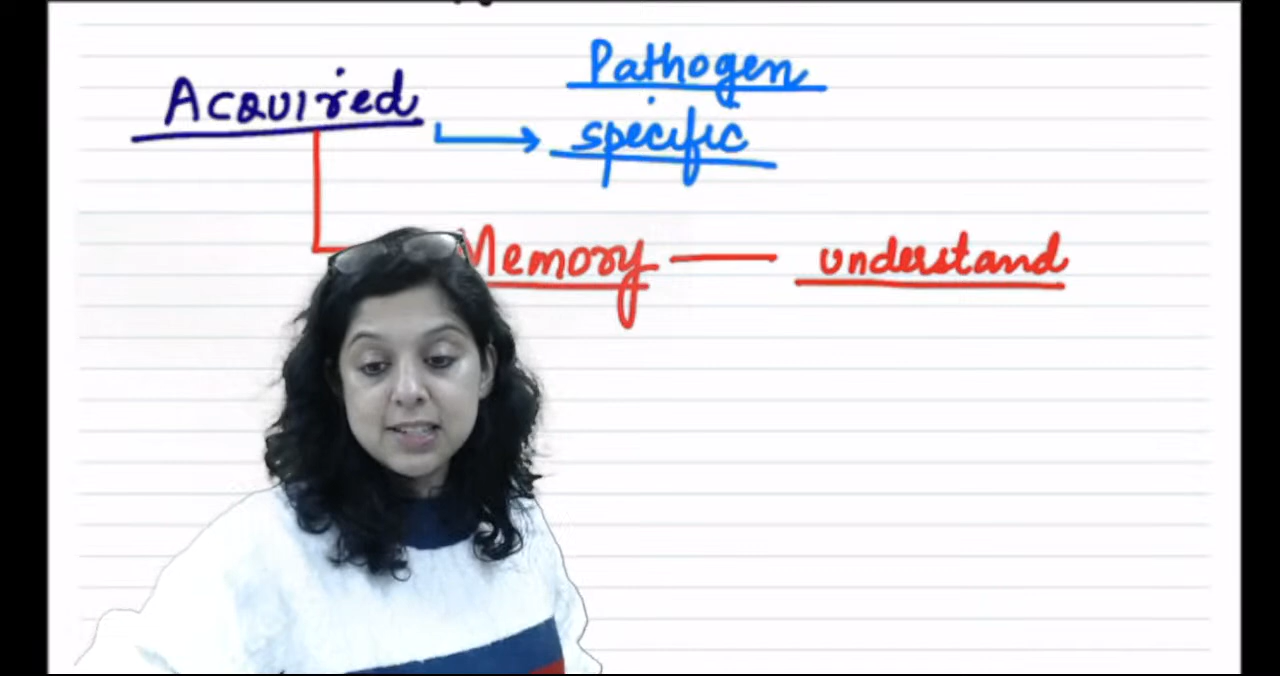 Acquired
Pathogen
specific
Memory — understand